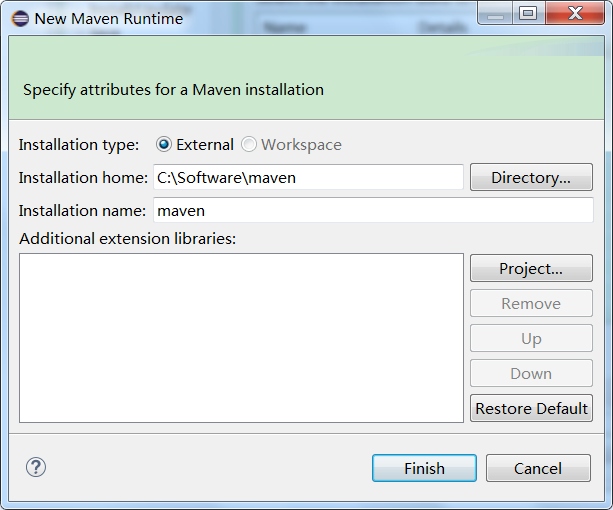 New Maven Runtime
Specify attributes for a Maven installation
Installation type: External Workspace
Installation home: C:\Software\maven Directory...
Installation name: maven
Additional extension libraries:
Project...
Remove
Up
Down
Restore Default
Finish Cancel